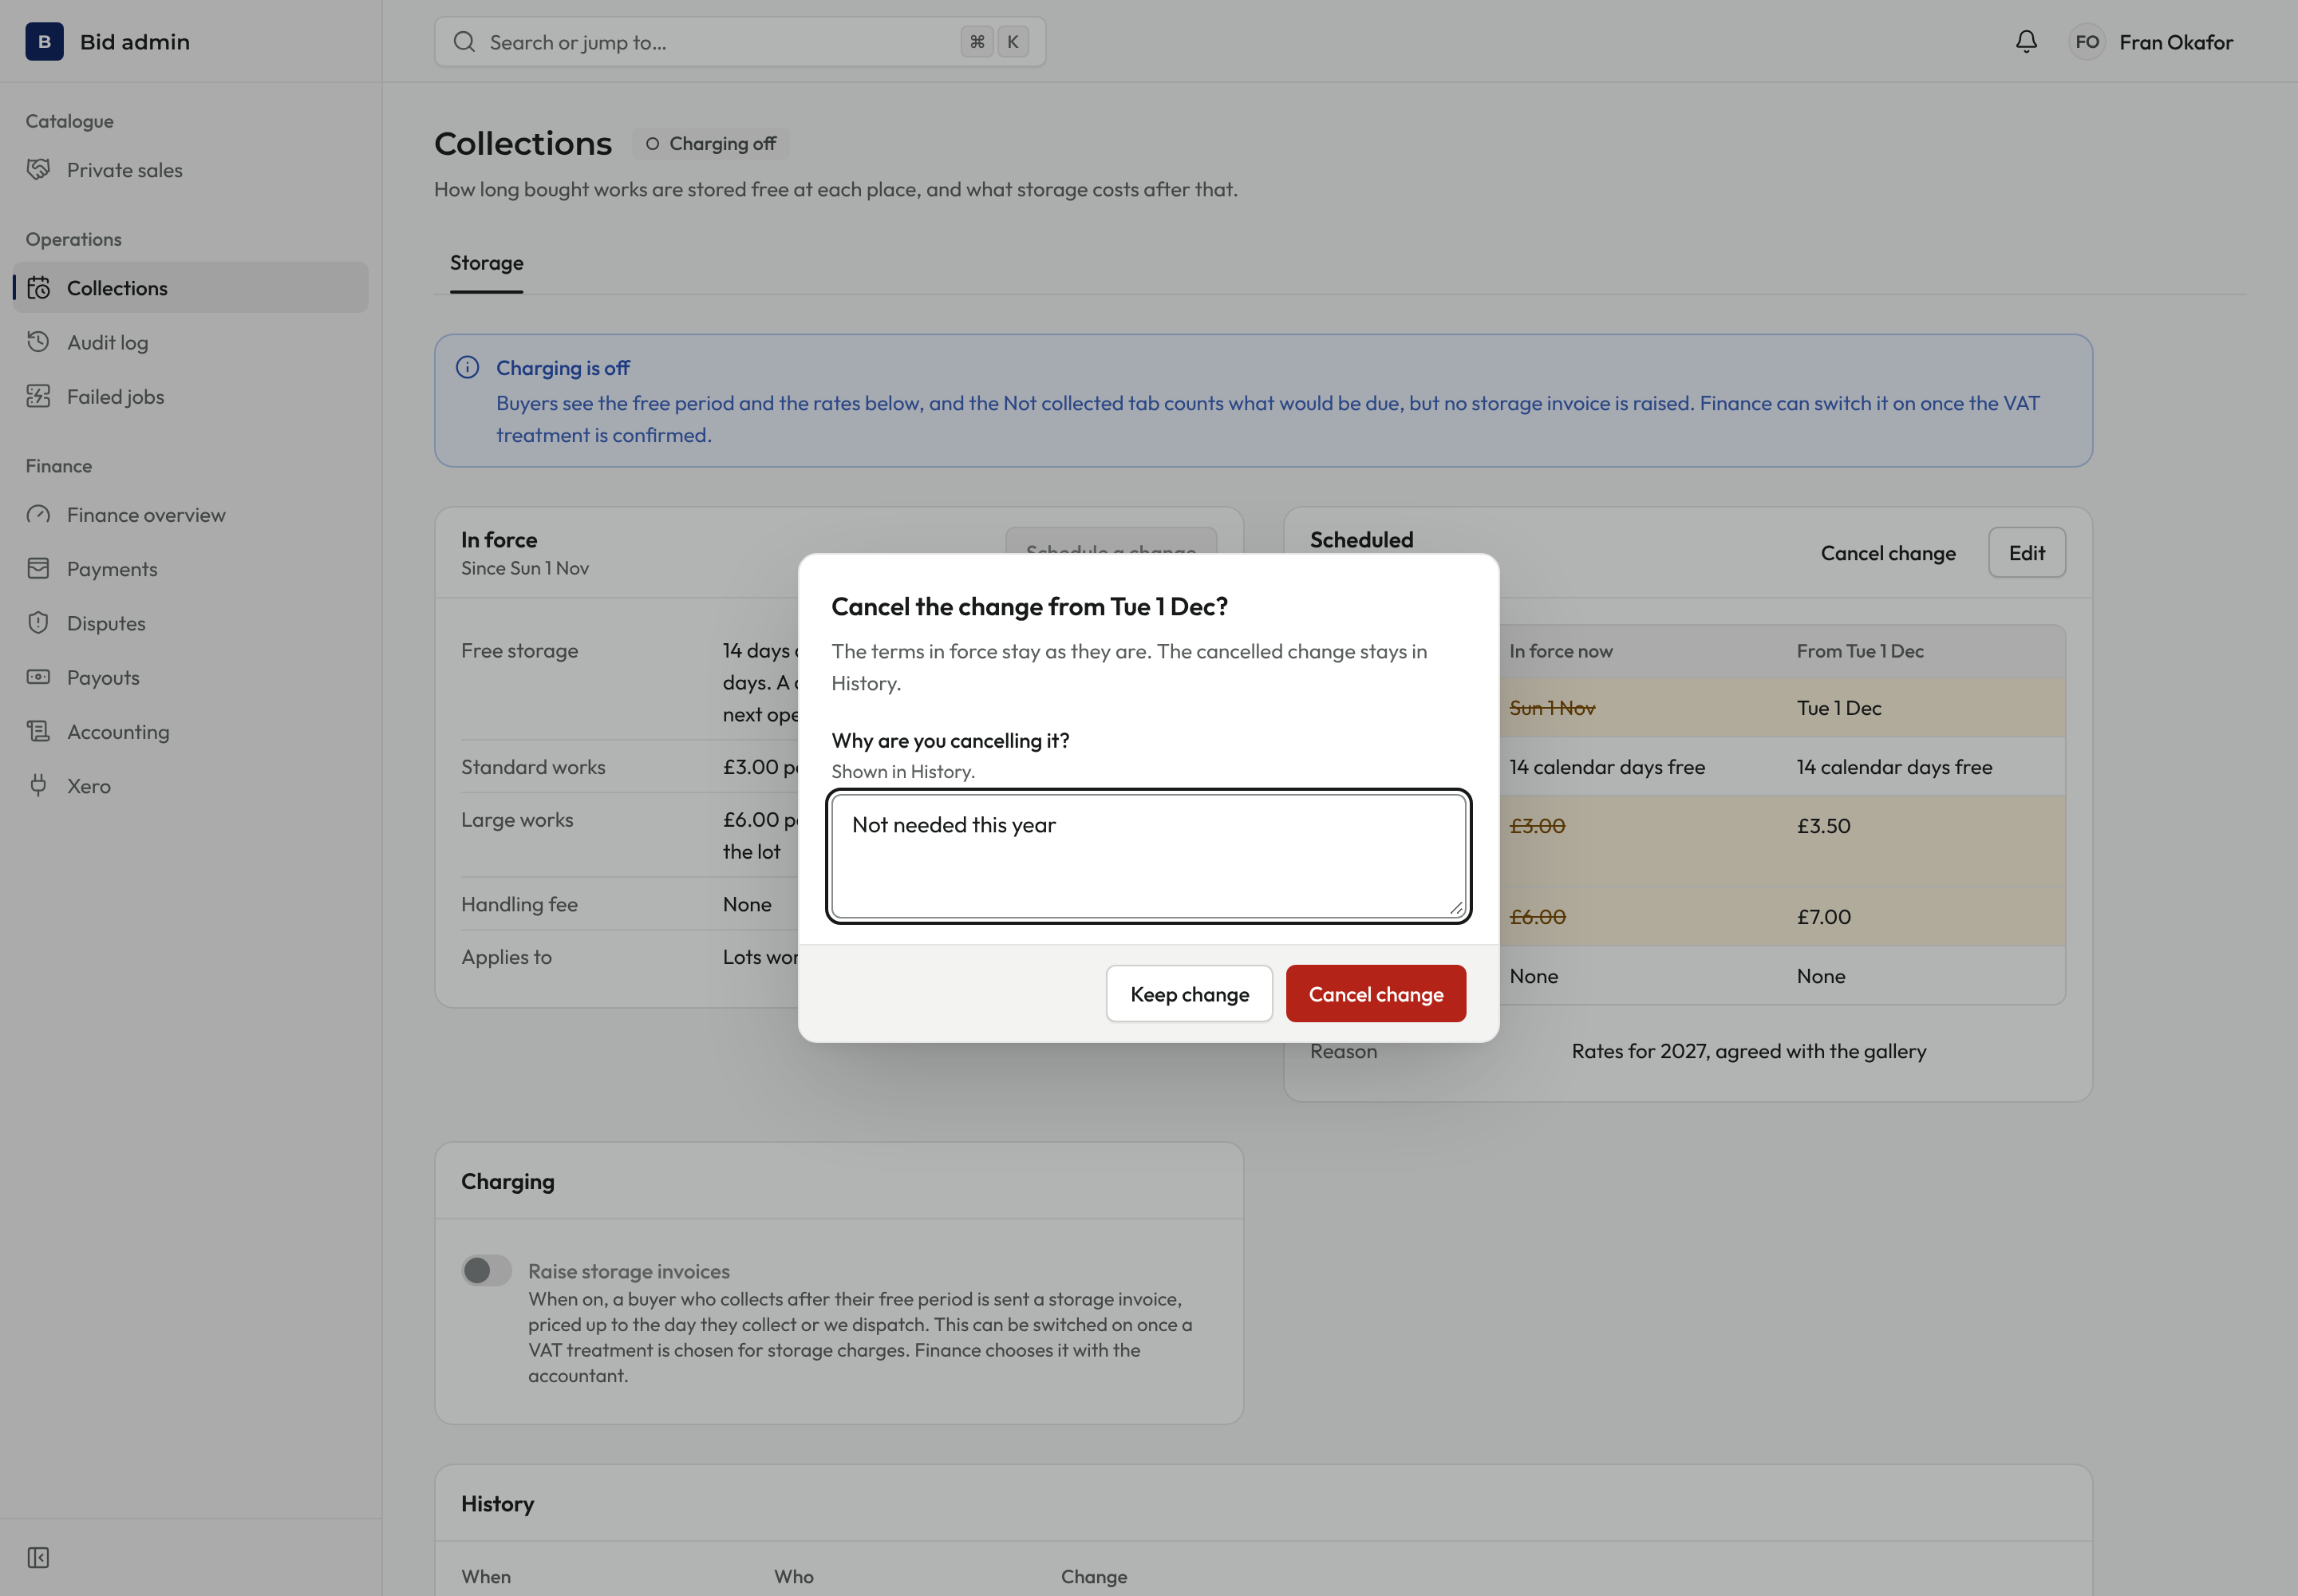 B Bid admin
Search or jump to...
⌘ K
FO Fran Okafor
Catalogue
Private sales
Operations
Collections
Audit log
Failed jobs
Finance
Finance overview
Payments
Disputes
Payouts
Accounting
Xero
Collections
Charging off
How long bought works are stored free at each place, and what storage costs after that.
Storage
Charging is off
Buyers see the free period and the rates below, and the Not collected tab counts what would be due, but no storage invoice is raised. Finance can switch it on once the VAT
treatment is confirmed.
In force
Since Sun 1 Nov
Schedule a change
Free storage
14 days
days. A
next
Standard works
£3.00
Large works
£6.00
the lot
Handling fee
None
Applies to
Lots
Scheduled
Cancel change
Edit
In force now
From Tue 1 Dec
Sun 1 Nov
Tue 1 Dec
14 calendar days free
14 calendar days free
£3.00
£3.50
£6.00
£7.00
None
None
Reason
Rates for 2027, agreed with the gallery
Cancel the change from Tue 1 Dec?
The terms in force stay as they are. The cancelled change stays in
History.
Why are you cancelling it?
Shown in History.
Not needed this year
Keep change
Cancel change
Charging
Raise storage invoices
When on, a buyer who collects after their free period is sent a storage invoice,
priced up to the day they collect or we dispatch. This can be switched on once a
VAT treatment is chosen for storage charges. Finance chooses it with the
accountant.
History
When
Who
Change